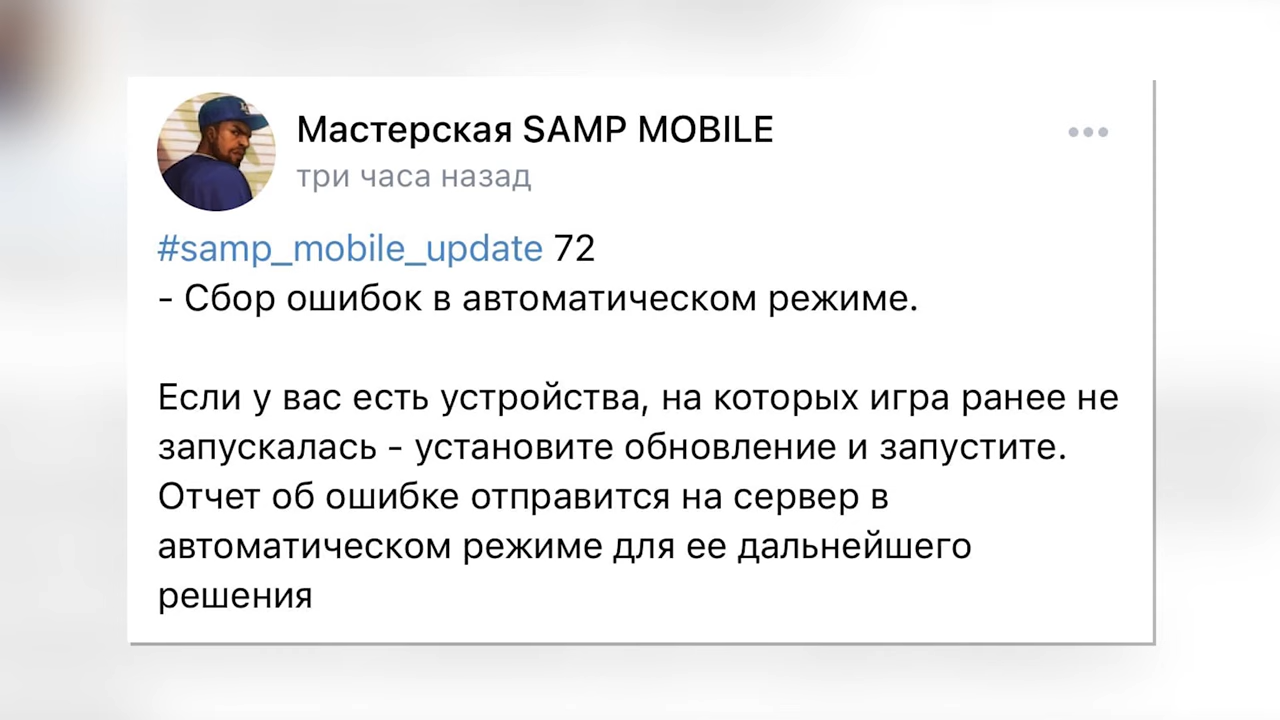 Мастерская SAMP MOBILE
три часа назад
#samp_mobile_update 72
- Сбор ошибок в автоматическом режиме.
Если у вас есть устройства, на которых игра ранее не
запускалась - установите обновление и запустите.
Отчет об ошибке отправится на сервер в
автоматическом режиме для ее дальнейшего
решения